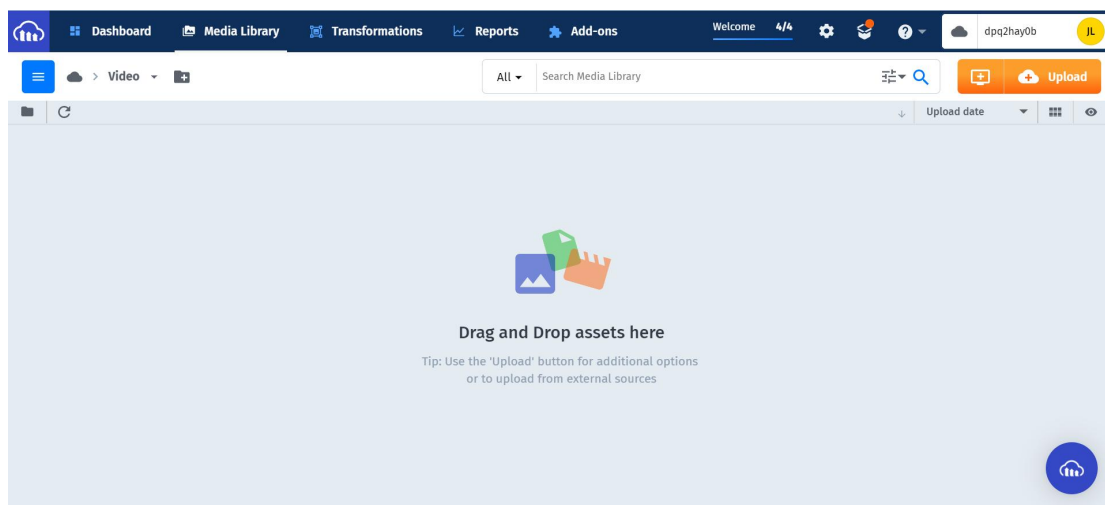 Dashboard Media Library Transformations Reports Add-ons Welcome 4/4 dpq2hay0b JL
> Video All Search Media Library Upload
Upload date
Drag and Drop assets here
Tip: Use the 'Upload' button for additional options
or to upload from external sources